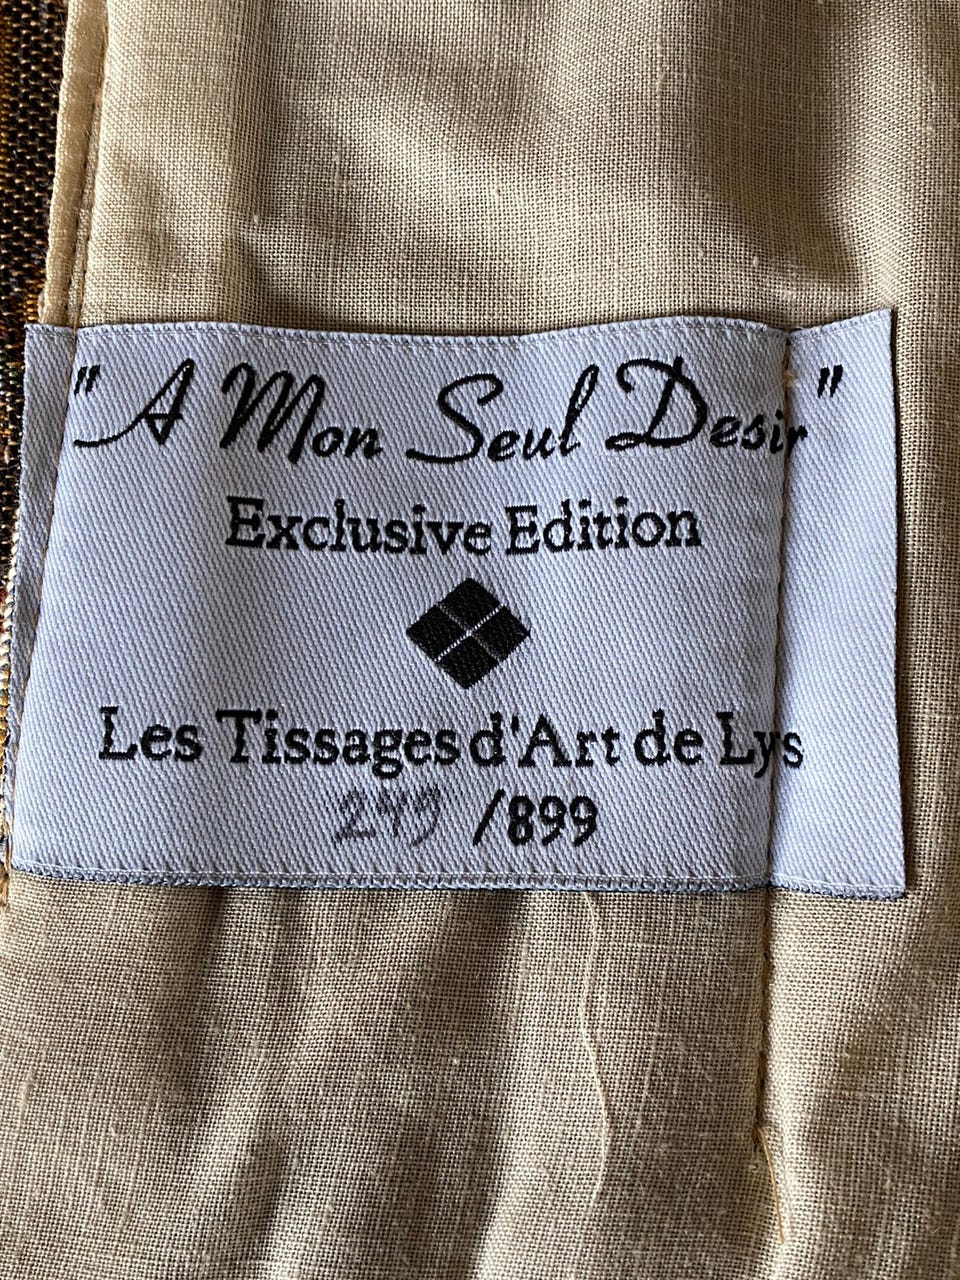 "A Mon Seul Desir"
Exclusive Edition
Les Tissages d'Art de Lys
249 /899